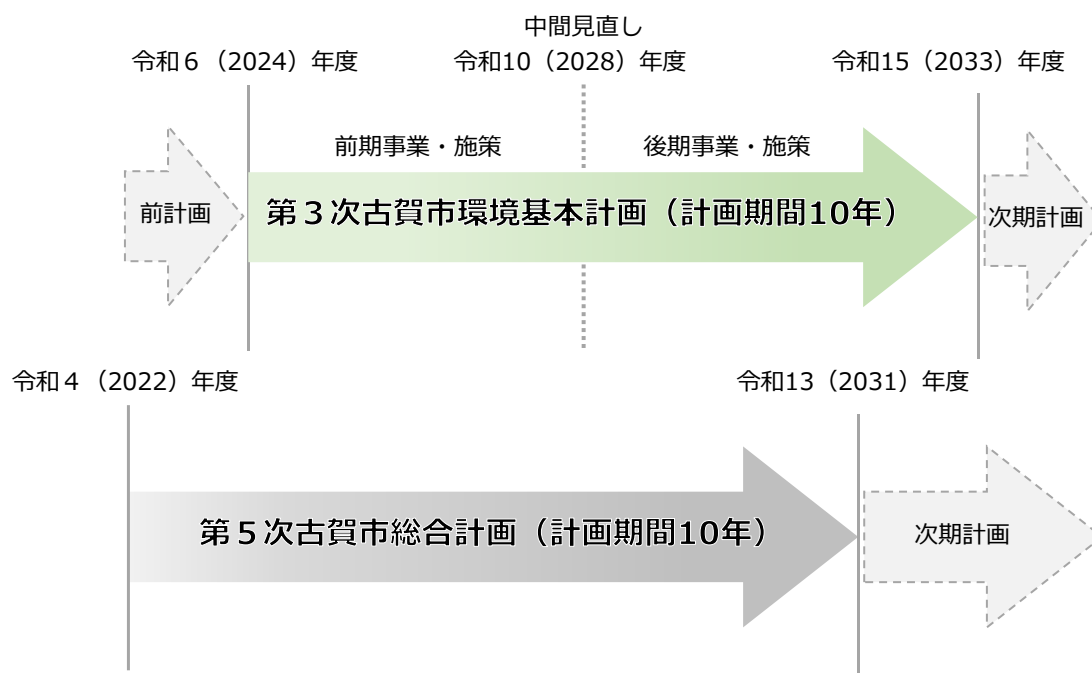 中間見直し
令和６（2024）年度
令和10（2028）年度
令和15（2033）年度
前期事業・施策
後期事業・施策
前計画
第３次古賀市環境基本計画（計画期間10年）
次期計画
令和４（2022）年度
令和13（2031）年度
第５次古賀市総合計画（計画期間10年）
次期計画